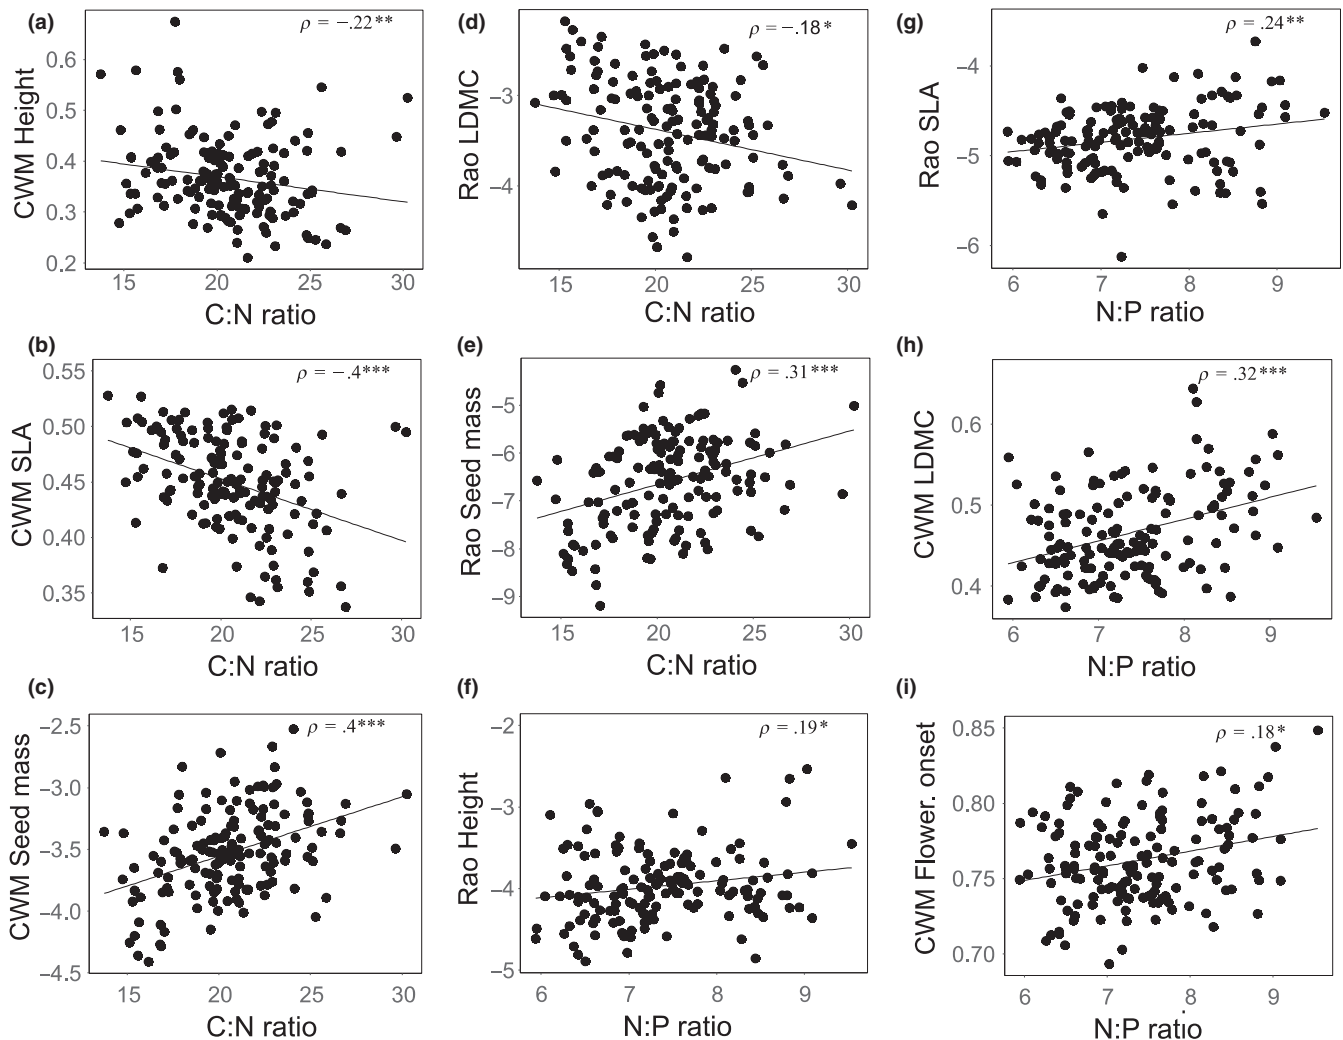 (a)
ρ = −.22**
CWM Height
0.6
0.5
0.4
0.3
0.2
15 20 25 30
C:N ratio
(d)
ρ = −.18*
Rao LDMC
−3
−4
15 20 25 30
C:N ratio
(g)
ρ = .24**
Rao SLA
−4
−5
−6
6 7 8 9
N:P ratio
(b)
ρ = −.4***
CWM SLA
0.55
0.50
0.45
0.40
0.35
15 20 25 30
C:N ratio
(e)
ρ = .31***
Rao Seed mass
−5
−6
−7
−8
−9
15 20 25 30
C:N ratio
(h)
ρ = .32***
CWM LDMC
0.6
0.5
0.4
6 7 8 9
N:P ratio
(c)
ρ = .4***
CWM Seed mass
−2.5
−3.0
−3.5
−4.0
−4.5
15 20 25 30
C:N ratio
(f)
ρ = .19*
Rao Height
−2
−3
−4
−5
6 7 8 9
N:P ratio
(i)
ρ = .18*
CWM Flower. onset
0.85
0.80
0.75
0.70
6 7 8 9
N:P ratio